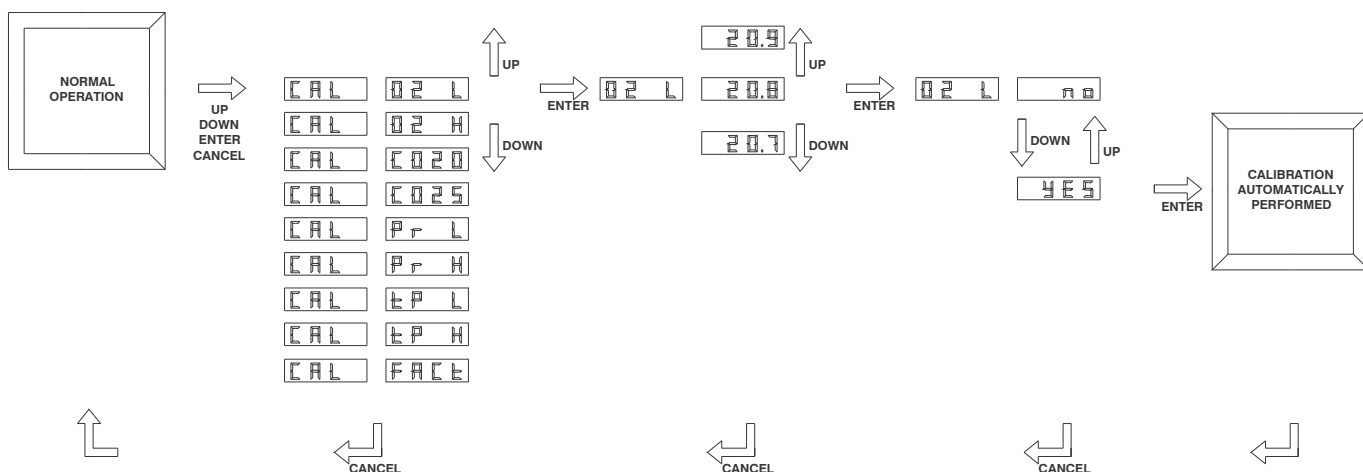 NORMAL
OPERATION
UP
DOWN
ENTER
CANCEL
CAL O2 L
CAL O2 H
CAL CO20
CAL CO25
CAL Pr L
CAL Pr H
CAL tP L
CAL tP H
CAL FACt
UP
DOWN
ENTER
O2 L
20.9
20.8
20.7
UP
DOWN
ENTER
O2 L
no
DOWN
UP
YES
ENTER
CALIBRATION
AUTOMATICALLY
PERFORMED
CANCEL
CANCEL
CANCEL